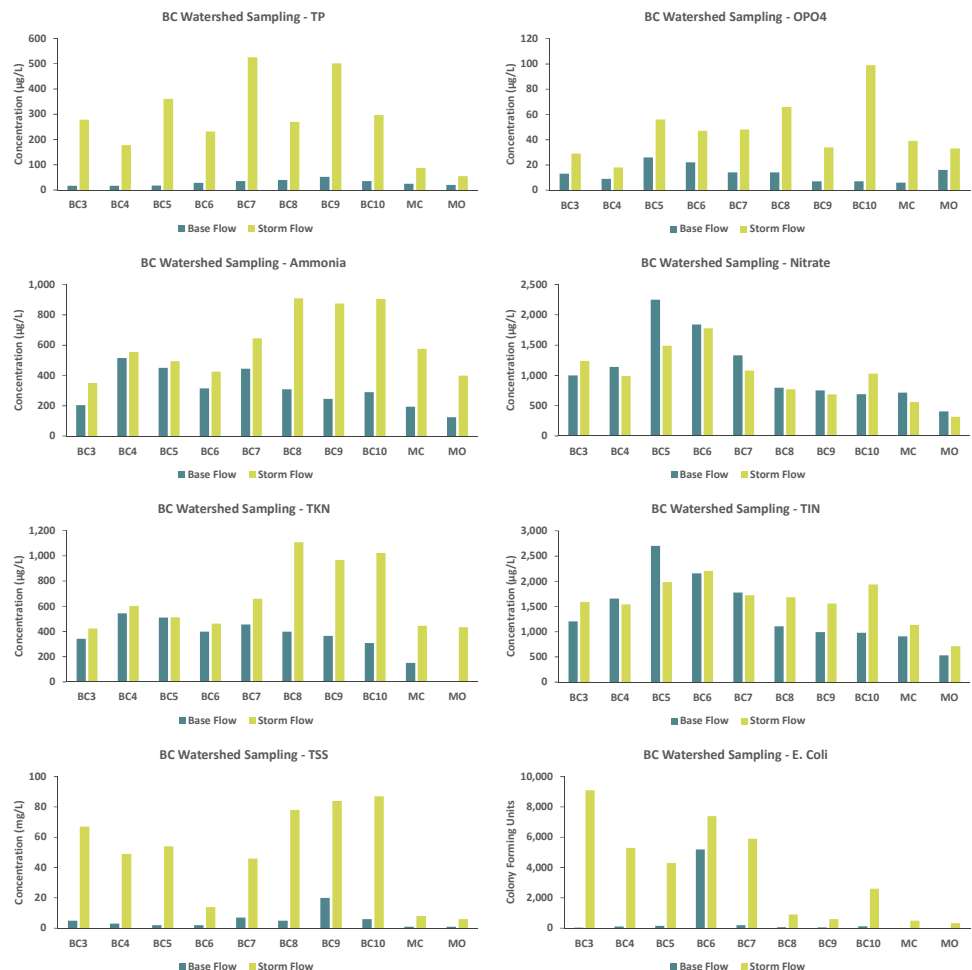 BC Watershed Sampling - TP
Concentration (µg/L)
600
500
400
300
200
100
0
BC3 BC4 BC5 BC6 BC7 BC8 BC9 BC10 MC MO
Base Flow Storm Flow
BC Watershed Sampling - OPO4
Concentration (µg/L)
120
100
80
60
40
20
0
BC3 BC4 BC5 BC6 BC7 BC8 BC9 BC10 MC MO
Base Flow Storm Flow
BC Watershed Sampling - Ammonia
Concentration (µg/L)
1,000
800
600
400
200
0
BC3 BC4 BC5 BC6 BC7 BC8 BC9 BC10 MC MO
Base Flow Storm Flow
BC Watershed Sampling - Nitrate
Concentration (µg/L)
2,500
2,000
1,500
1,000
500
0
BC3 BC4 BC5 BC6 BC7 BC8 BC9 BC10 MC MO
Base Flow Storm Flow
BC Watershed Sampling - TKN
Concentration (µg/L)
1,200
1,000
800
600
400
200
0
BC3 BC4 BC5 BC6 BC7 BC8 BC9 BC10 MC MO
Base Flow Storm Flow
BC Watershed Sampling - TIN
Concentration (µg/L)
3,000
2,500
2,000
1,500
1,000
500
0
BC3 BC4 BC5 BC6 BC7 BC8 BC9 BC10 MC MO
Base Flow Storm Flow
BC Watershed Sampling - TSS
Concentration (mg/L)
100
80
60
40
20
0
BC3 BC4 BC5 BC6 BC7 BC8 BC9 BC10 MC MO
Base Flow Storm Flow
BC Watershed Sampling - E. Coli
Colony Forming Units
10,000
8,000
6,000
4,000
2,000
0
BC3 BC4 BC5 BC6 BC7 BC8 BC9 BC10 MC MO
Base Flow Storm Flow